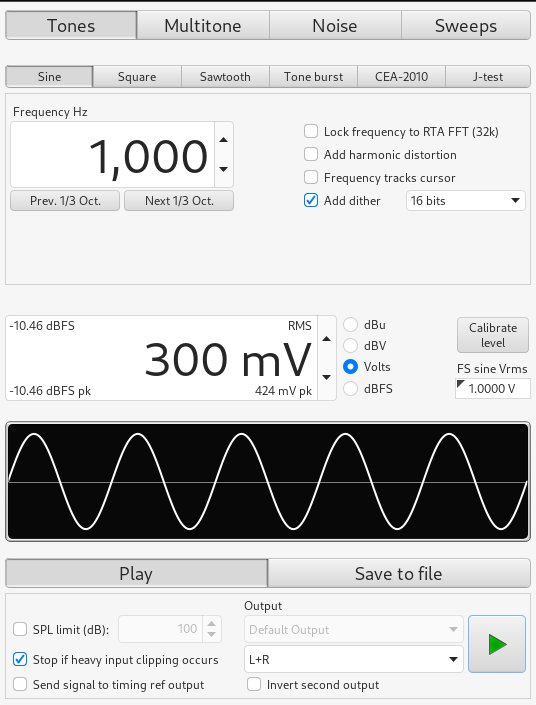 Tones Multitone Noise Sweeps
Sine Square Sawtooth Tone burst CEA-2010 J-test
Frequency Hz
1,000
Prev. 1/3 Oct. Next 1/3 Oct.
Lock frequency to RTA FFT (32k)
Add harmonic distortion
Frequency tracks cursor
Add dither 16 bits
-10.46 dBFS RMS
300 mV
-10.46 dBFS pk 424 mV pk
dBu
dBV
Volts
dBFS
Calibrate
level
FS sine Vrms
1.0000 V
Play Save to file
SPL limit (dB): 100
Stop if heavy input clipping occurs
Send signal to timing ref output
Output
Default Output
L+R
Invert second output